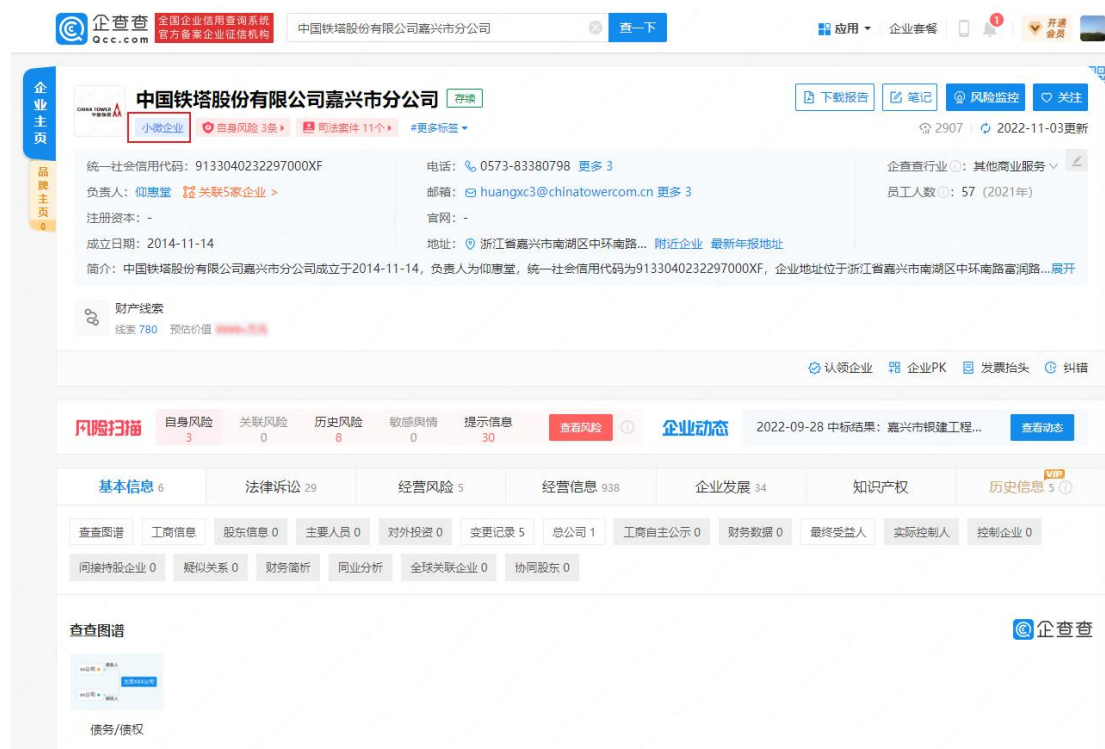 企查查 全国企业信用查询系统
Qcc.com 官方备案企业征信机构
中国铁塔股份有限公司嘉兴市分公司 查一下
应用 企业套餐 1 开通会员
企业主页
品牌主页 0
CHINA TOWER
中国铁塔股份有限公司嘉兴市分公司 存续
下载报告 笔记 风险监控 关注
小微企业 自身风险 3条 司法案件 11个 #更多标签
2907 2022-11-03更新
统一社会信用代码：9133040232297000XF 电话：0573-83380798 更多 3 企查查行业：其他商业服务
负责人：仰惠堂 关联5家企业 > 邮箱：huangxc3@chinatowercom.cn 更多 3 员工人数：57 (2021年)
注册资本：- 官网：-
成立日期：2014-11-14 地址：浙江省嘉兴市南湖区中环南路... 附近企业 最新年报地址
简介：中国铁塔股份有限公司嘉兴市分公司成立于2014-11-14，负责人为仰惠堂，统一社会信用代码为9133040232297000XF，企业地址位于浙江省嘉兴市南湖区中环南路富润路...展开
财产线索
线索 780 预估价值
认领企业 企业PK 发票抬头 纠错
风险扫描 自身风险 3 关联风险 0 历史风险 8 敏感舆情 0 提示信息 30 查看风险 企业动态 2022-09-28 中标结果：嘉兴市银建工程... 查看动态
基本信息 6 法律诉讼 29 经营风险 5 经营信息 938 企业发展 34 知识产权 历史信息 5 VIP
查查图谱 工商信息 股东信息 0 主要人员 0 对外投资 0 变更记录 5 总公司 1 工商自主公示 0 财务数据 0 最终受益人 实际控制人 控制企业 0
间接持股企业 0 疑似关系 0 财务简析 同业分析 全球关联企业 0 协同股东 0
查查图谱 企查查
债务/债权